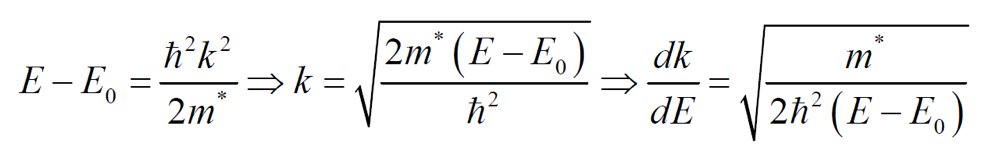 E − E₀ = ħ²k² / 2m* ⇒ k = √(2m*(E − E₀) / ħ²) ⇒ dk/dE = √(m* / 2ħ²(E − E₀))